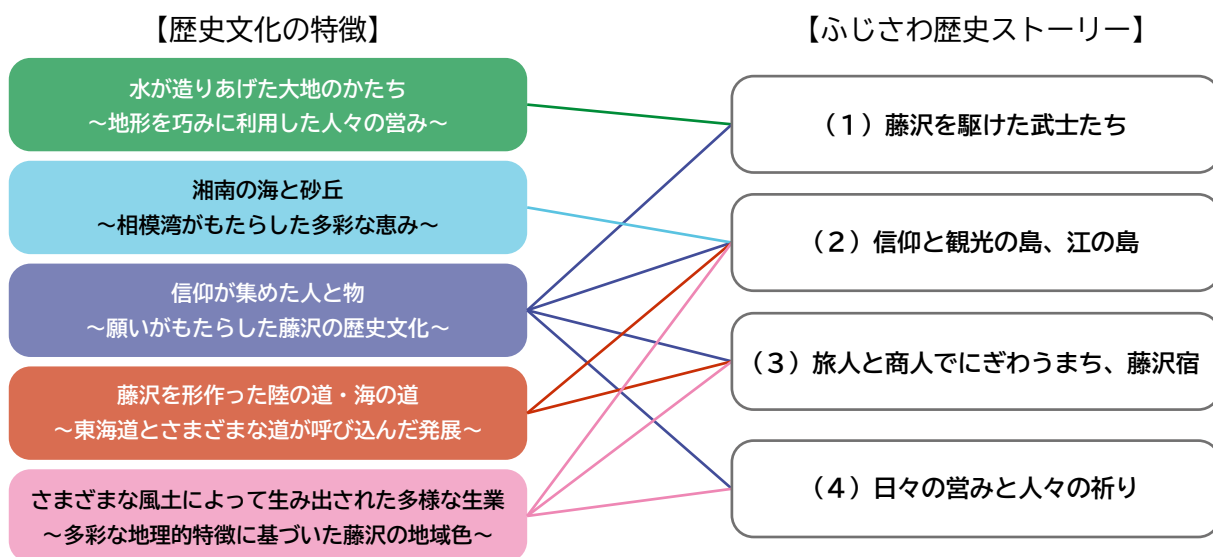 【歴史文化の特徴】
水が造りあげた大地のかたち
～地形を巧みに利用した人々の営み～
湘南の海と砂丘
～相模湾がもたらした多彩な恵み～
信仰が集めた人と物
～願いがもたらした藤沢の歴史文化～
藤沢を形作った陸の道・海の道
～東海道とさまざまな道が呼び込んだ発展～
さまざまな風土によって生み出された多様な生業
～多彩な地理的特徴に基づいた藤沢の地域色～
【ふじさわ歴史ストーリー】
（１）藤沢を駆けた武士たち
（２）信仰と観光の島、江の島
（３）旅人と商人でにぎわうまち、藤沢宿
（４）日々の営みと人々の祈り